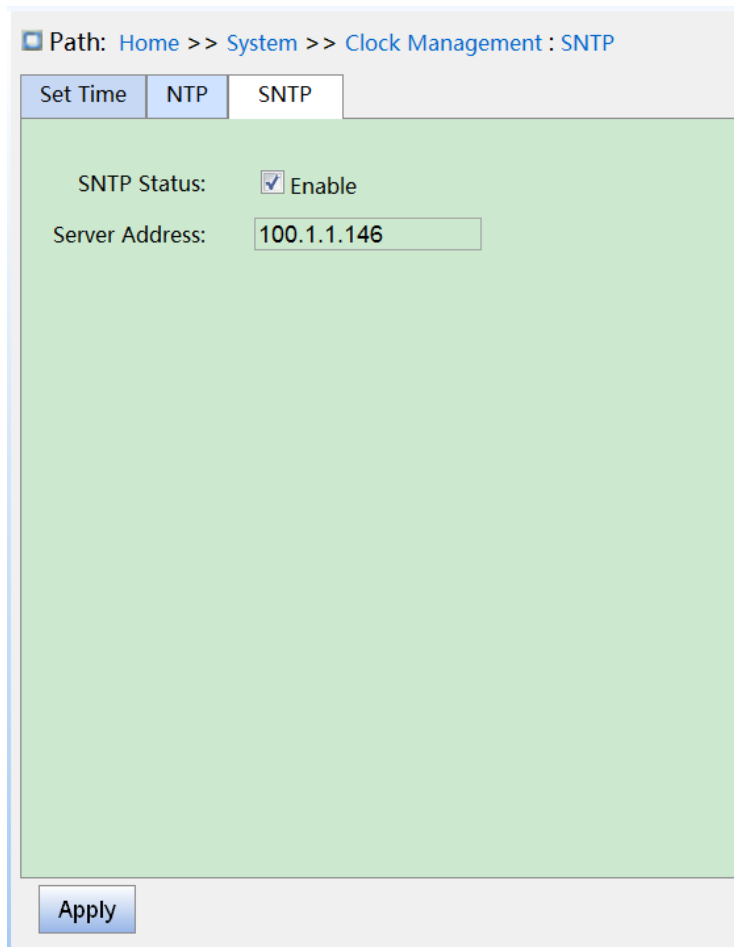 Path: Home >> System >> Clock Management : SNTP
Set Time NTP SNTP
SNTP Status: Enable
Server Address: 100.1.1.146
Apply